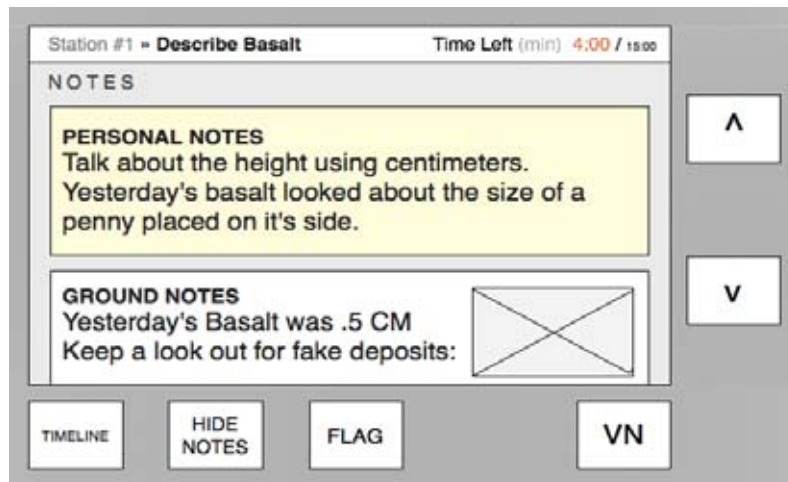 Station #1 » Describe Basalt Time Left (min) 4:00 / 15:00
NOTES
PERSONAL NOTES
Talk about the height using centimeters.
Yesterday's basalt looked about the size of a
penny placed on it's side.
GROUND NOTES
Yesterday's Basalt was .5 CM
Keep a look out for fake deposits:
^
v
TIMELINE
HIDE
NOTES
FLAG
VN